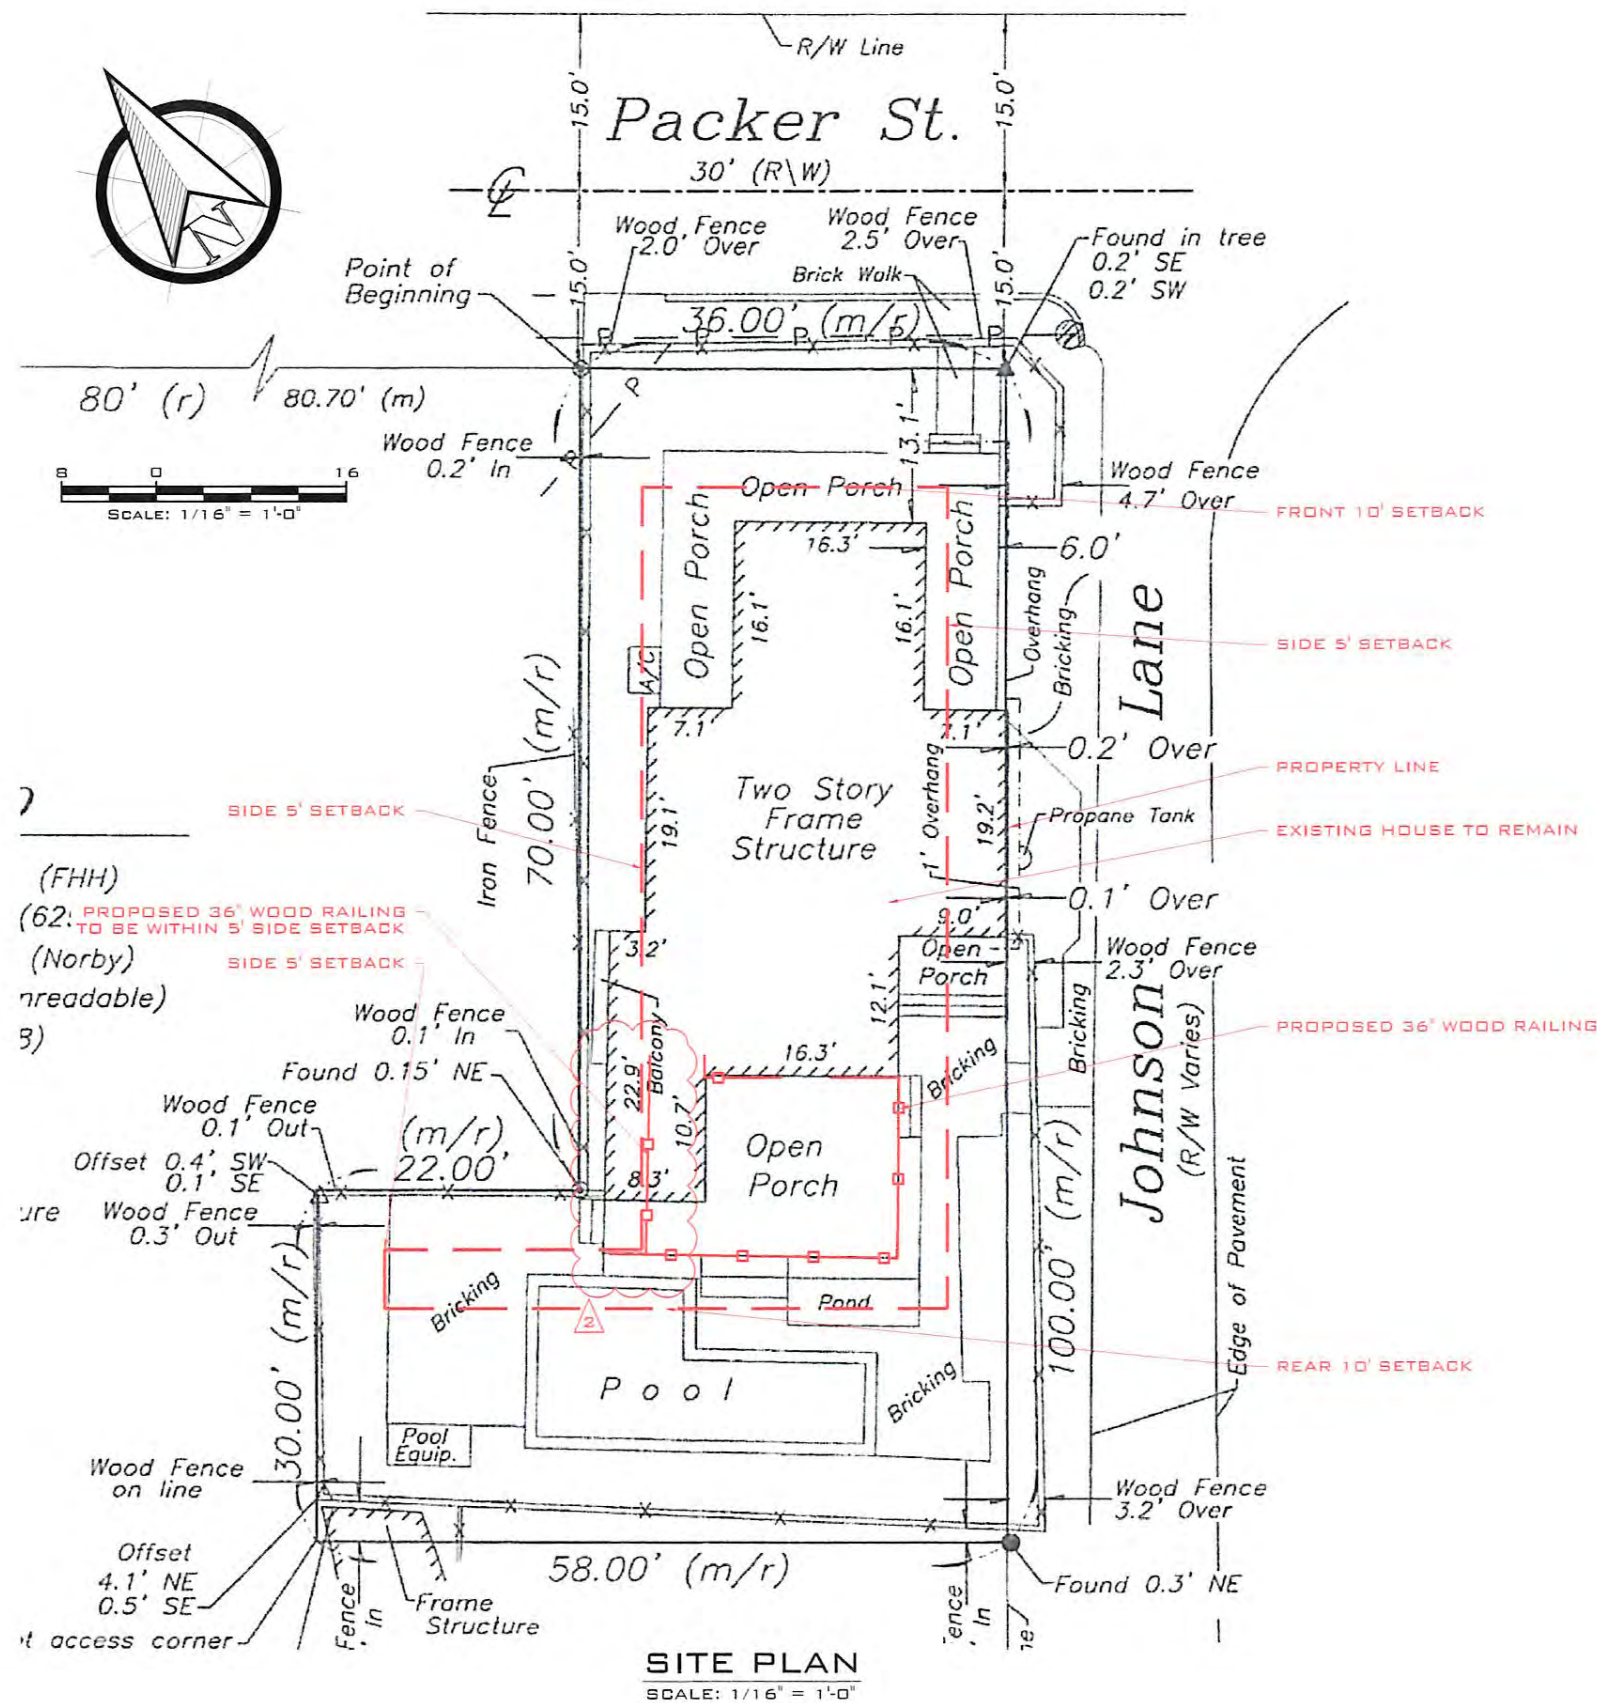 R/W Line
15.0'
15.0'
Packer St.
30' (R\W)
℄
N
Wood Fence
2.0' Over
Wood Fence
2.5' Over
Brick Walk
Found in tree
0.2' SE
0.2' SW
Point of
Beginning
15.0'
15.0'
36.00' (m/r)
P P P P P
80' (r)
80.70' (m)
P
Wood Fence
0.2' In
P
13.1'
8 0 16
SCALE: 1/16" = 1'-0"
Open Porch
Wood Fence
4.7' Over
FRONT 10' SETBACK
Open Porch
16.3'
Open Porch
6.0'
16.1'
16.1'
Overhang
Bricking
SIDE 5' SETBACK
A/C
7.1'
7.1'
0.2' Over
Lane
70.00' (m/r)
Iron Fence
Two Story
Frame
Structure
1' Overhang
PROPERTY LINE
SIDE 5' SETBACK
19.1'
19.2'
Propane Tank
EXISTING HOUSE TO REMAIN
(FHH)
0.1' Over
(62:
PROPOSED 36" WOOD RAILING
TO BE WITHIN 5' SIDE SETBACK
9.0'
(Norby)
3.2'
Open
Porch
Wood Fence
2.3' Over
SIDE 5' SETBACK
nreadable)
3)
Wood Fence
0.1' In
Balcony
12.1'
Bricking
Johnson
(R/W Varies)
PROPOSED 36" WOOD RAILING
16.3'
Bricking
Found 0.15' NE
22.9'
10.7'
Wood Fence
0.1' Out
(m/r)
22.00'
Open
Porch
Offset 0.4' SW
0.1' SE
8.3'
ure
Wood Fence
0.3' Out
100.00' (m/r)
Edge of Pavement
30.00' (m/r)
Bricking
Pond
2
REAR 10' SETBACK
Pool
Bricking
Pool
Equip.
Wood Fence
on line
Wood Fence
3.2' Over
Offset
4.1' NE
0.5' SE
58.00' (m/r)
Found 0.3' NE
Fence
' In
Frame
Structure
ence
' In
ne
t access corner
SITE PLAN
SCALE: 1/16" = 1'-0"